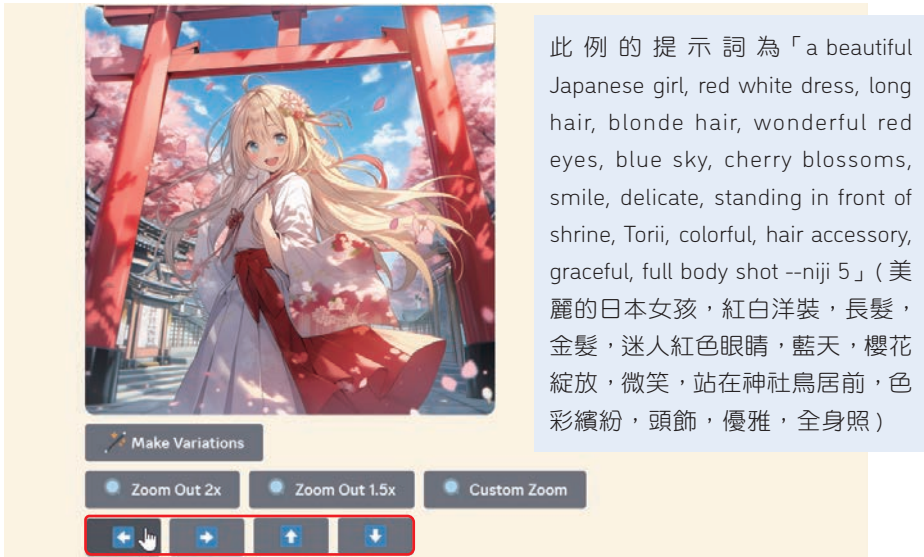 此例的提示詞為「a beautiful
Japanese girl, red white dress, long
hair, blonde hair, wonderful red
eyes, blue sky, cherry blossoms,
smile, delicate, standing in front of
shrine, Torii, colorful, hair accessory,
graceful, full body shot --niji 5」(美
麗的日本女孩，紅白洋裝，長髮，
金髮，迷人紅色眼睛，藍天，櫻花
綻放，微笑，站在神社鳥居前，色
彩繽紛，頭飾，優雅，全身照)
Make Variations
Zoom Out 2x Zoom Out 1.5x Custom Zoom